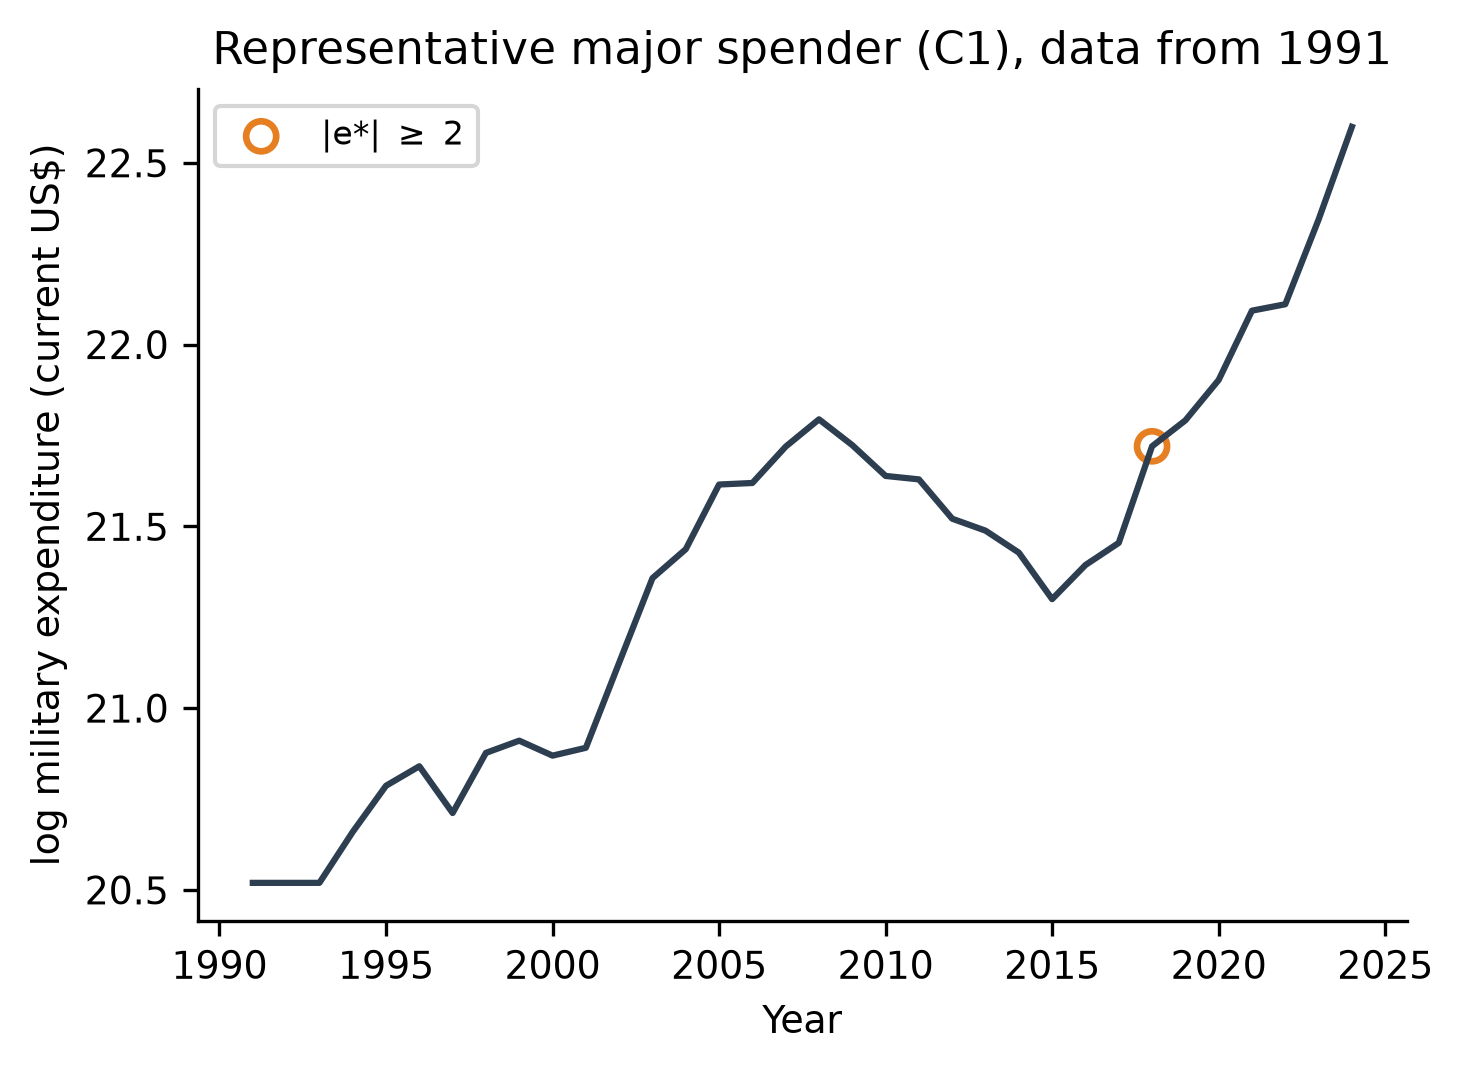 Representative major spender (C1), data from 1991
|e*| ≥ 2
log military expenditure (current US$)
22.5
22.0
21.5
21.0
20.5
1990 1995 2000 2005 2010 2015 2020 2025
Year